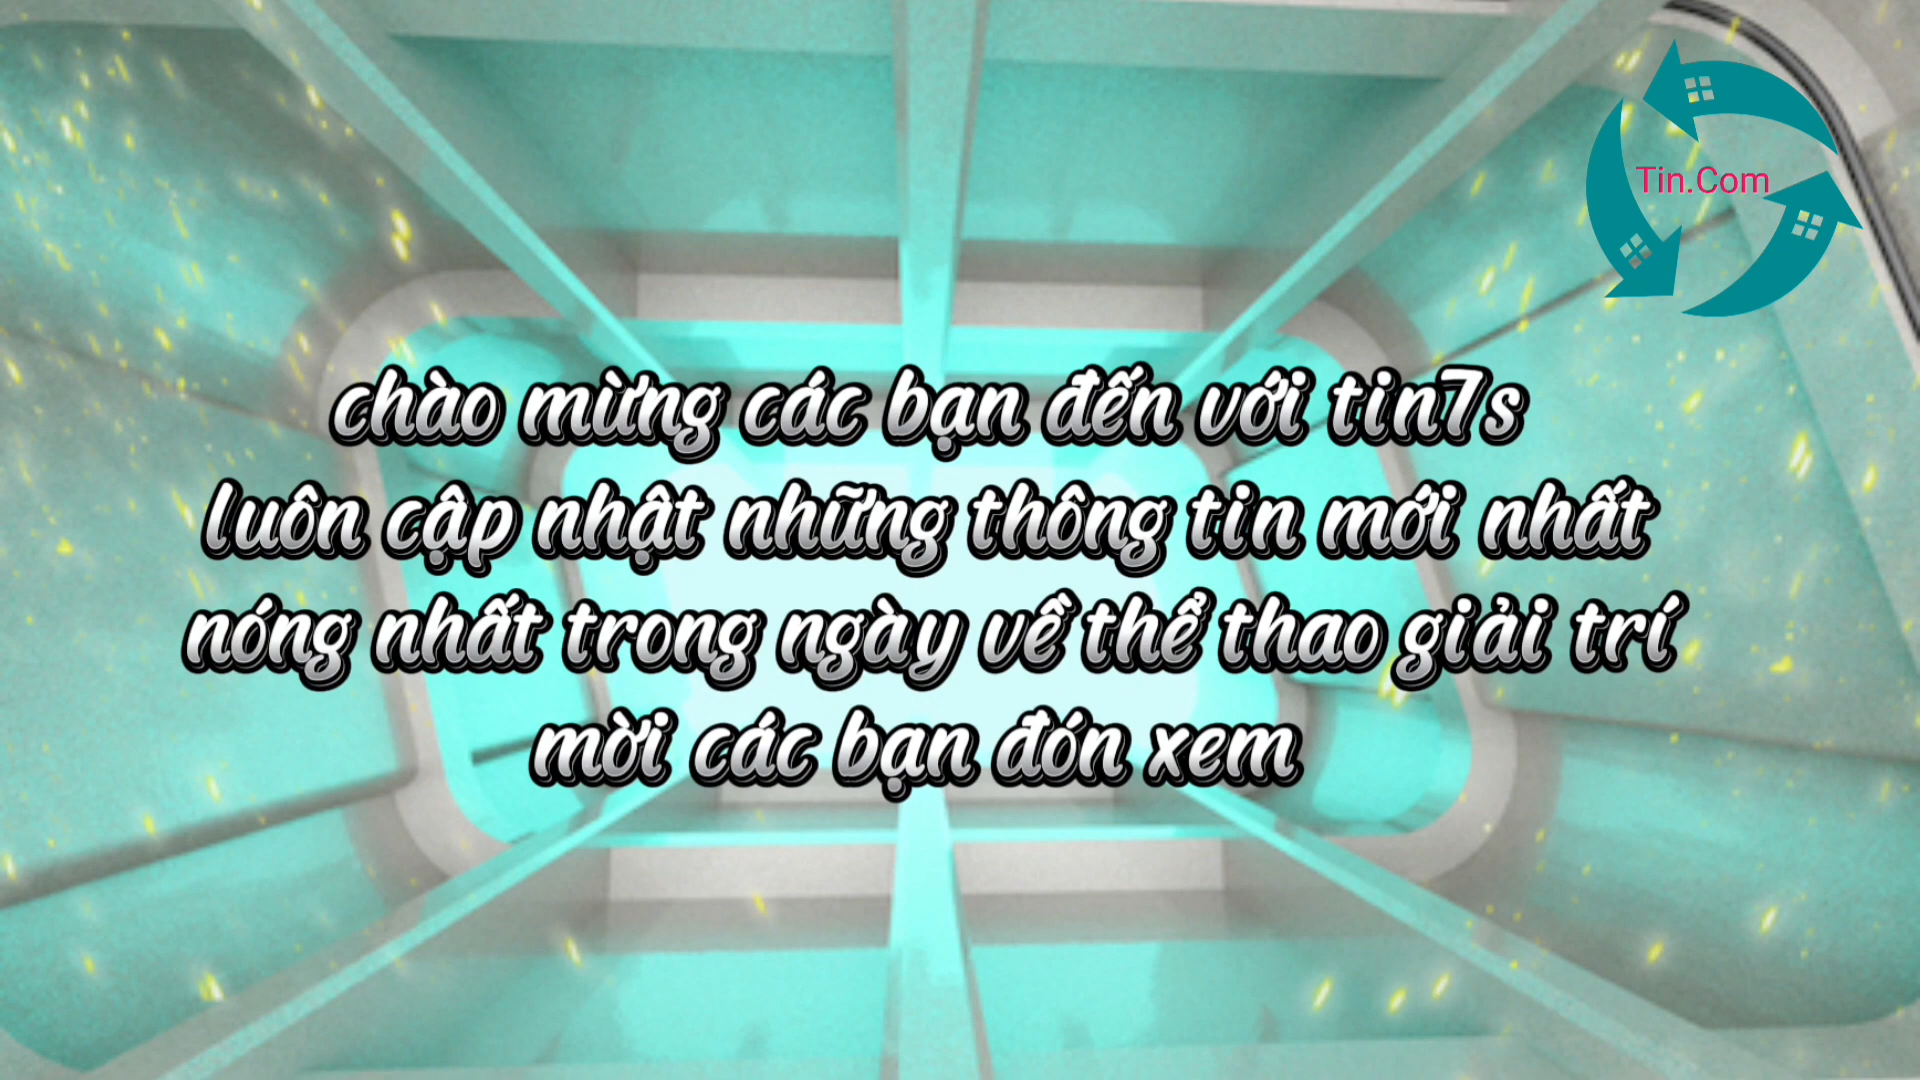 Tin.Com
chào mừng các bạn đến với tin7s
luôn cập nhật những thông tin mới nhất
nóng nhất trong ngày về thể thao giải trí
mời các bạn đón xem